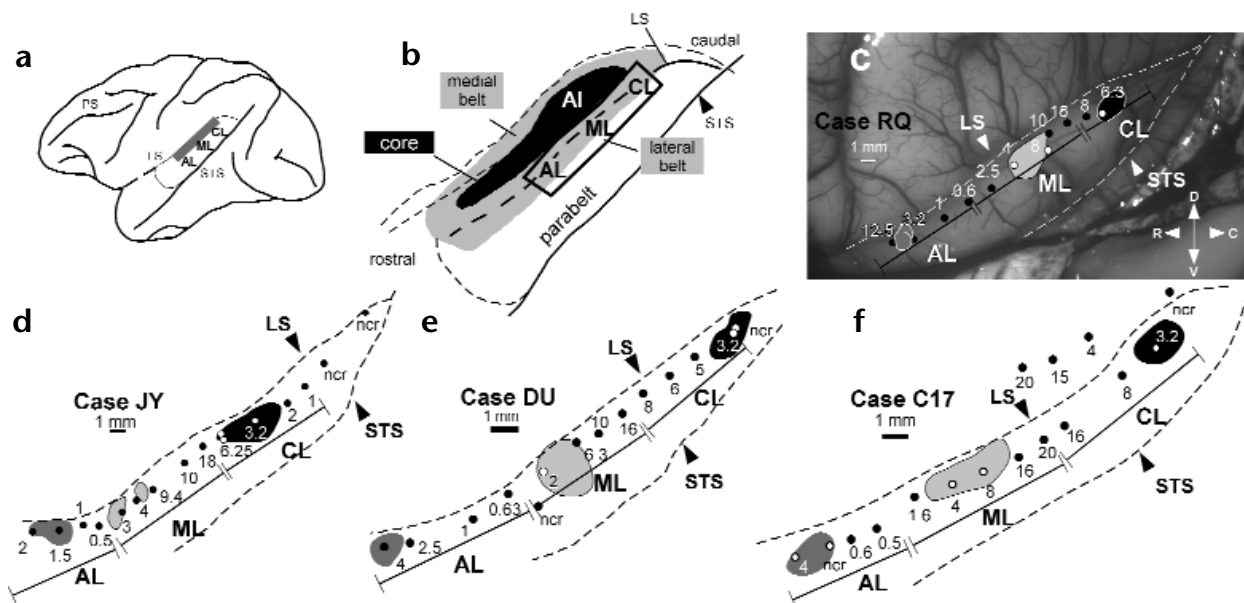 a
PS
LS
CL
ML
AL
STS
b
LS
caudal
medial
belt
AI
CL
STS
core
ML
AL
lateral
belt
parabelt
rostral
c
6.3
Case RQ
10 16 8
LS
CL
1 mm
1
8
2.5
ML
STS
0.6
1
3.2
12.5
AL
D
R C
V
d
LS
ncr
Case JY
1 mm
ncr
1
2
3.2
STS
6.25
CL
18
10
9.4
4
1
3
ML
0.5
2
1.5
AL
e
ncr
3.2
LS
5
Case DU
6
CL
1 mm
8
10
16
6 3
STS
2
ML
0.63
ncr
1
2.5
4
AL
f
ncr
3.2
4
15
20
LS
Case C17
8
1 mm
CL
16
20
STS
16
8
4
ML
1 6
0.5
0.6
ncr
4
AL